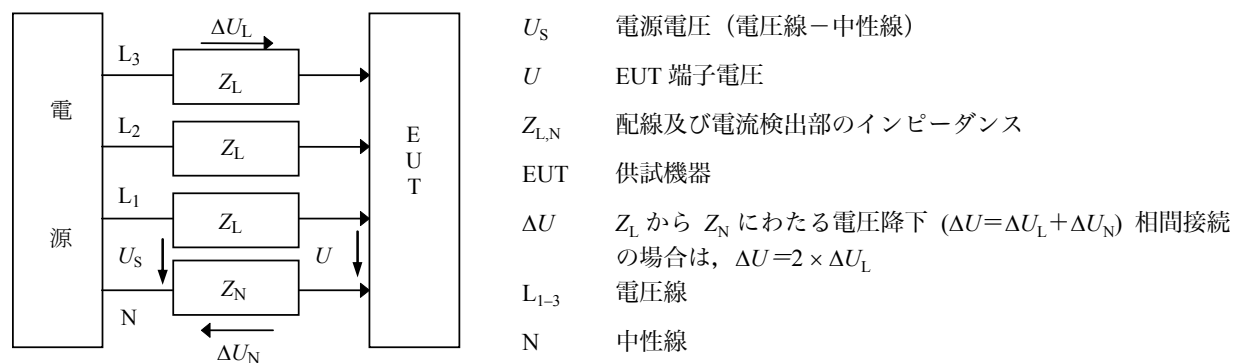 電
源
L₃
ΔU_L
Z_L
L₂
Z_L
L₁
Z_L
U_S
U
N
Z_N
ΔU_N
E
U
T
U_S 電源電圧（電圧線－中性線）
U EUT 端子電圧
Z_L,N 配線及び電流検出部のインピーダンス
EUT 供試機器
ΔU Z_L から Z_N にわたる電圧降下 (ΔU＝ΔU_L＋ΔU_N) 相間接続
の場合は，ΔU＝2 × ΔU_L
L₁₋₃ 電圧線
N 中性線